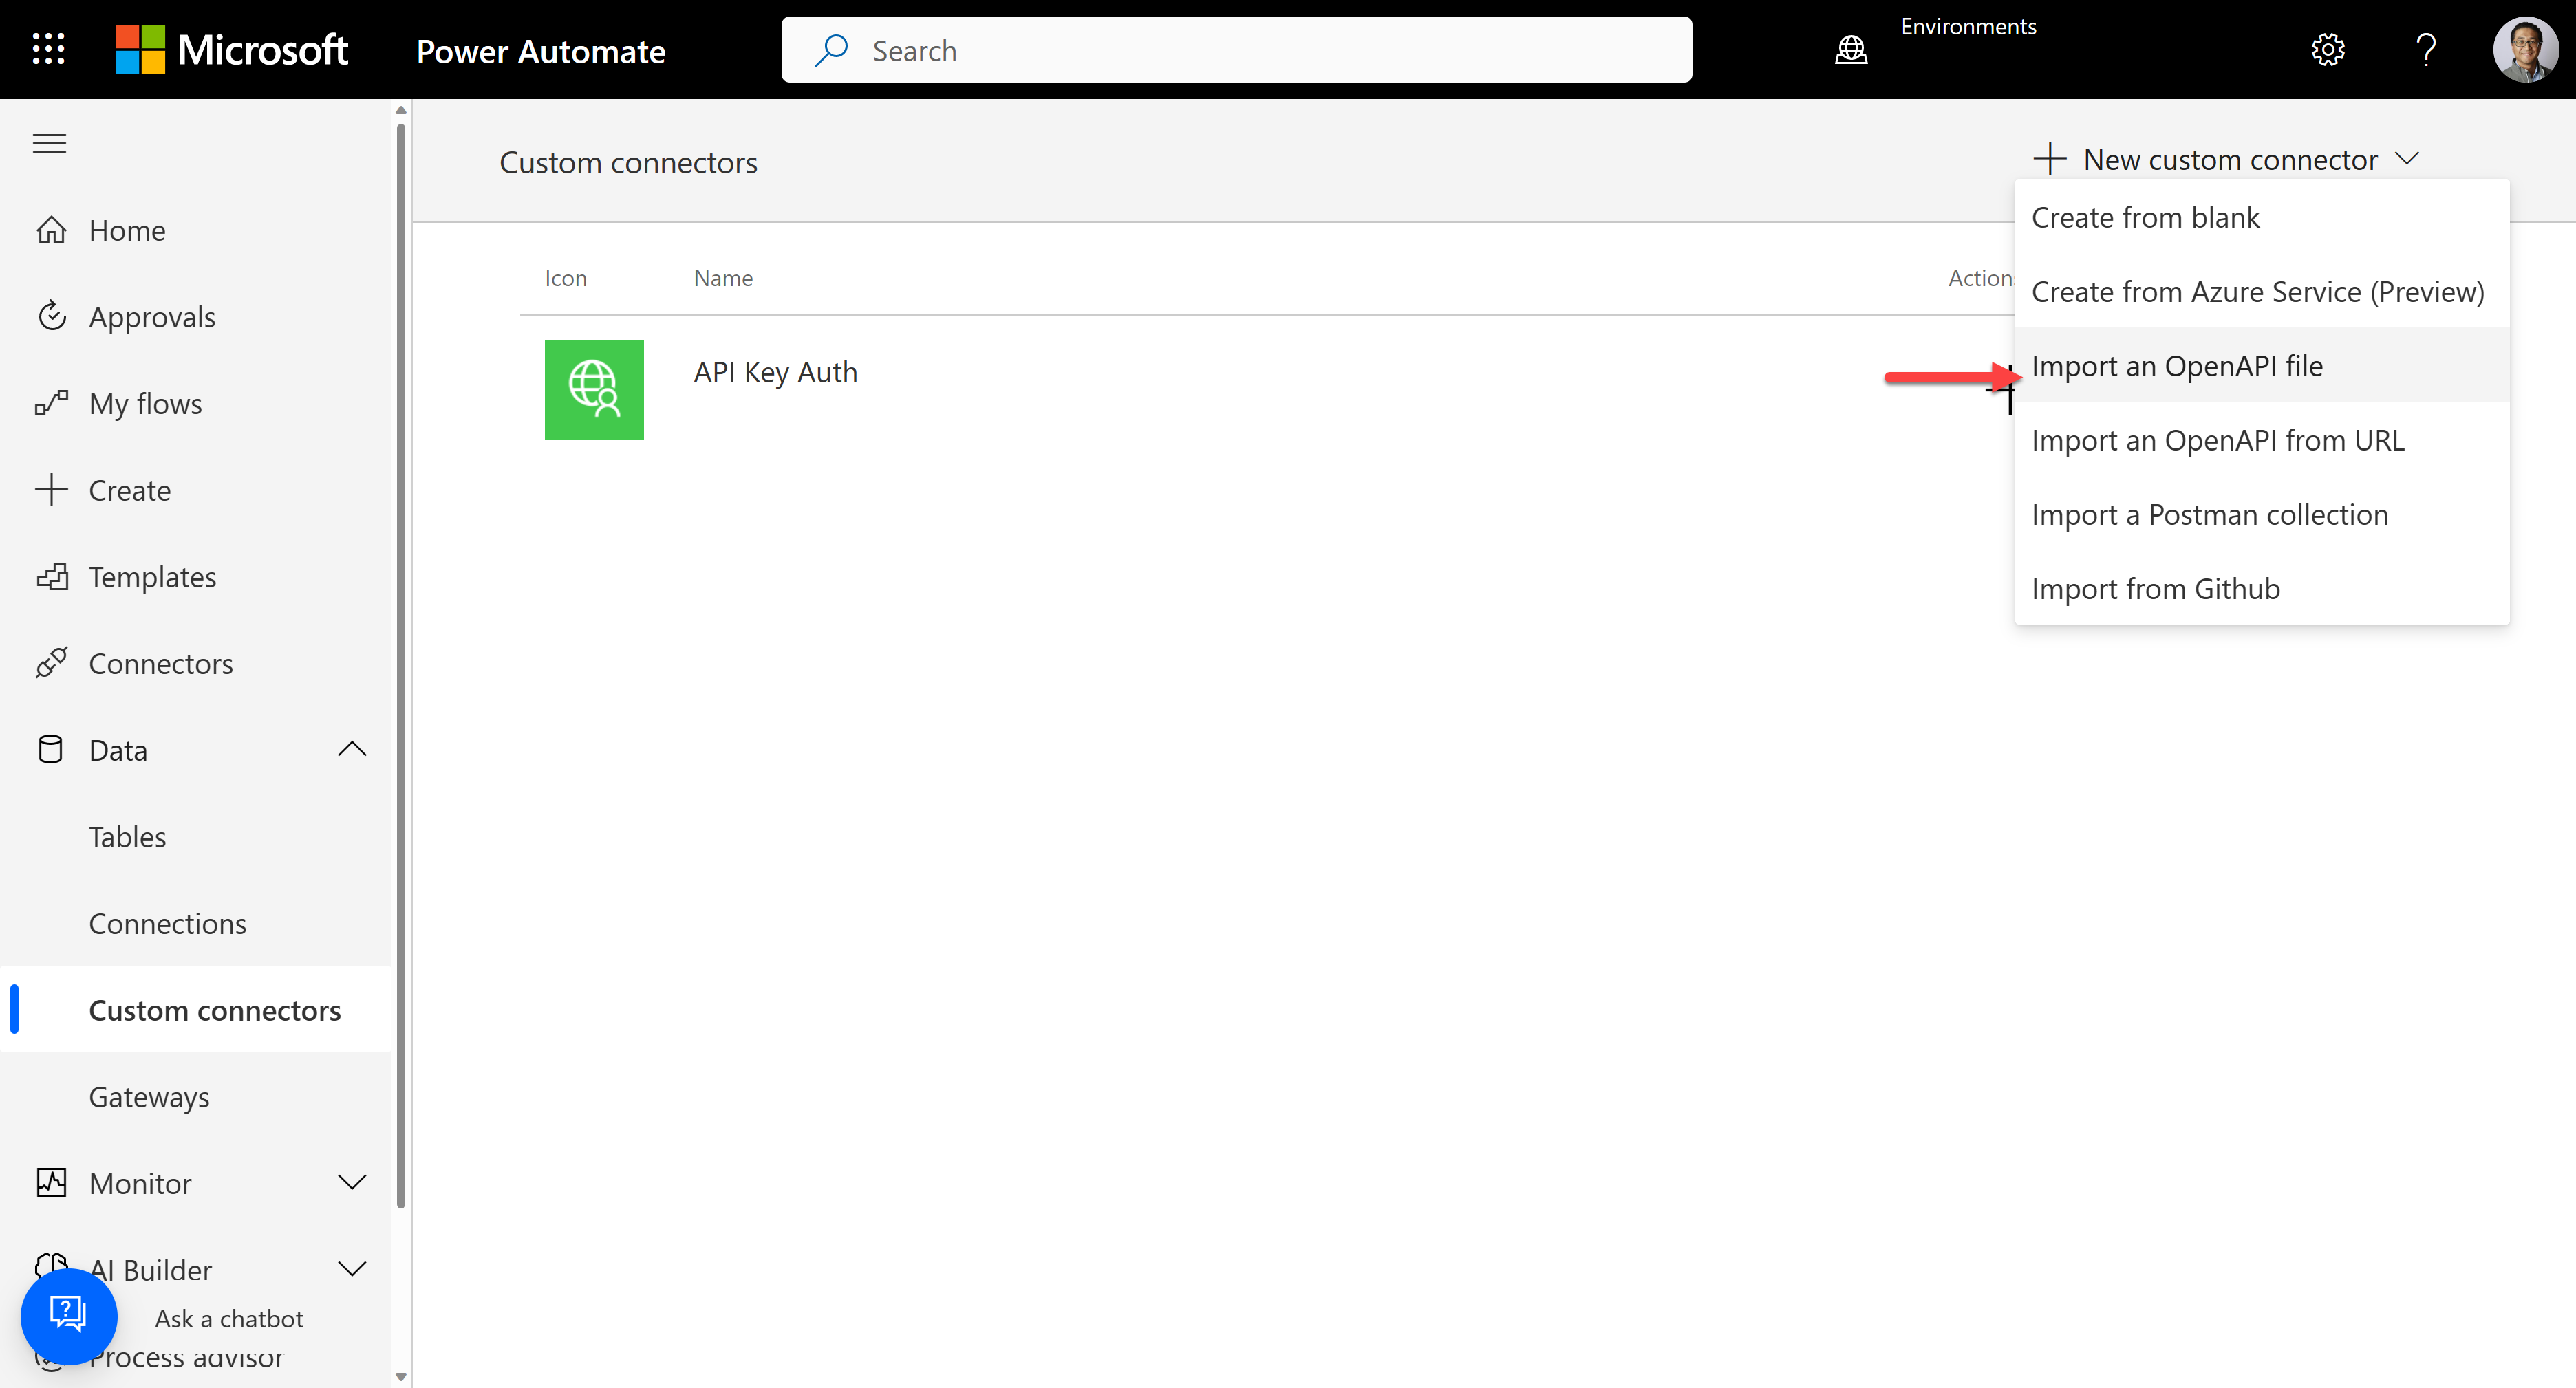 Microsoft
Power Automate
Search
Environments
Custom connectors
New custom connector
Home
Approvals
My flows
Create
Templates
Connectors
Data
Tables
Connections
Custom connectors
Gateways
Monitor
AI Builder
Ask a chatbot
Process advisor
Icon
Name
Actions
API Key Auth
Create from blank
Create from Azure Service (Preview)
Import an OpenAPI file
Import an OpenAPI from URL
Import a Postman collection
Import from Github